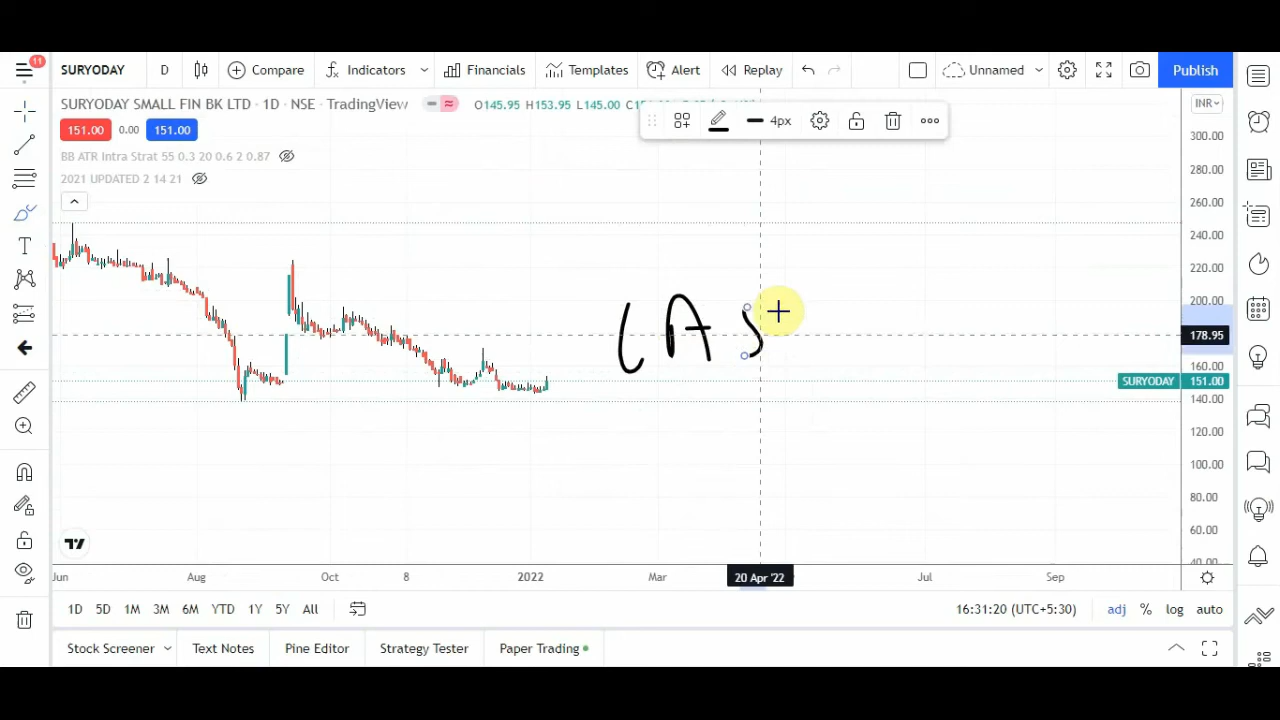 11 SURYODAY D Compare Indicators Financials Templates Alert Replay Unnamed Publish
SURYODAY SMALL FIN BK LTD · 1D · NSE · TradingView O145.95 H153.95 L145.00 INR
4px
151.00 0.00 151.00
BB ATR Intra Strat 55 0.3 20 0.6 2 0.87
2021 UPDATED 2 14 21
300.00
280.00
260.00
240.00
220.00
200.00
178.95
160.00
SURYODAY 151.00
140.00
120.00
100.00
80.00
60.00
40.00
Jun Aug Oct 8 2022 Mar 20 Apr '22 Jul Sep
1D 5D 1M 3M 6M YTD 1Y 5Y All 16:31:20 (UTC+5:30) adj % log auto
Stock Screener Text Notes Pine Editor Strategy Tester Paper Trading